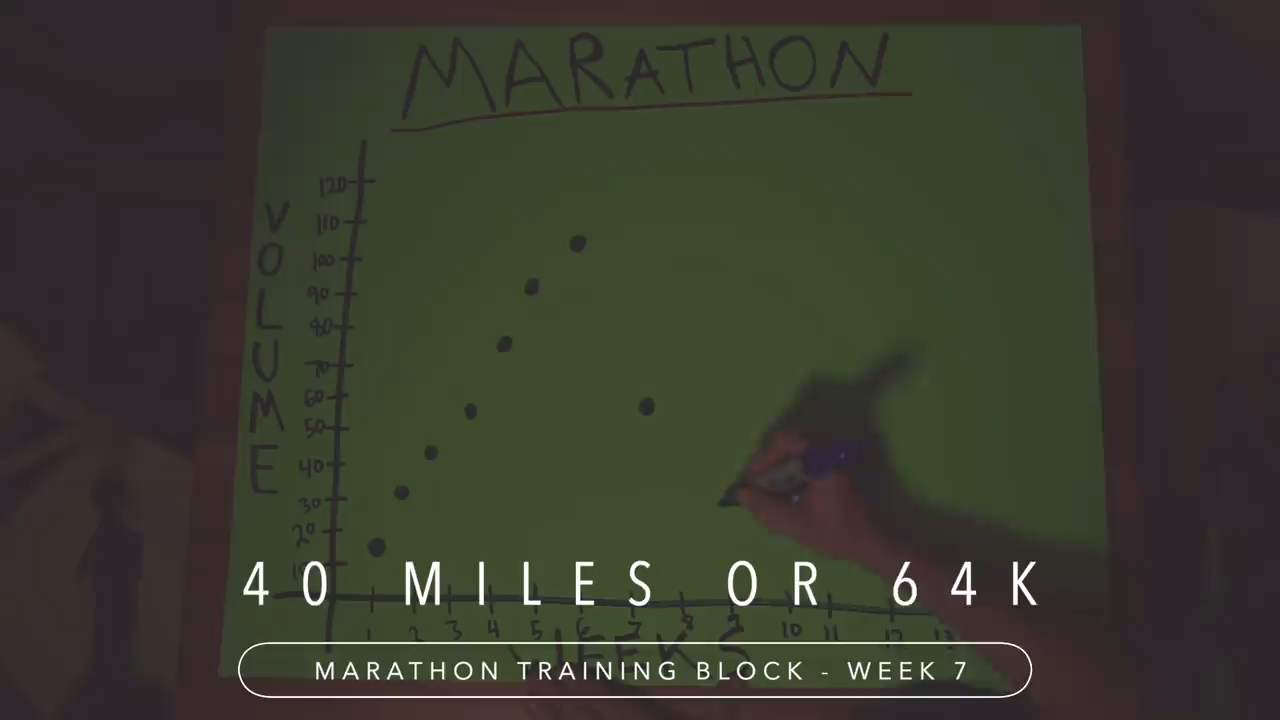 MARATHON
VOLUME
120
110
100
90
80
70
60
50
40
30
20
10
1 2 3 4 5 6 7 8 9 10 11 12 13
WEEKS
40 MILES OR 64K
MARATHON TRAINING BLOCK - WEEK 7